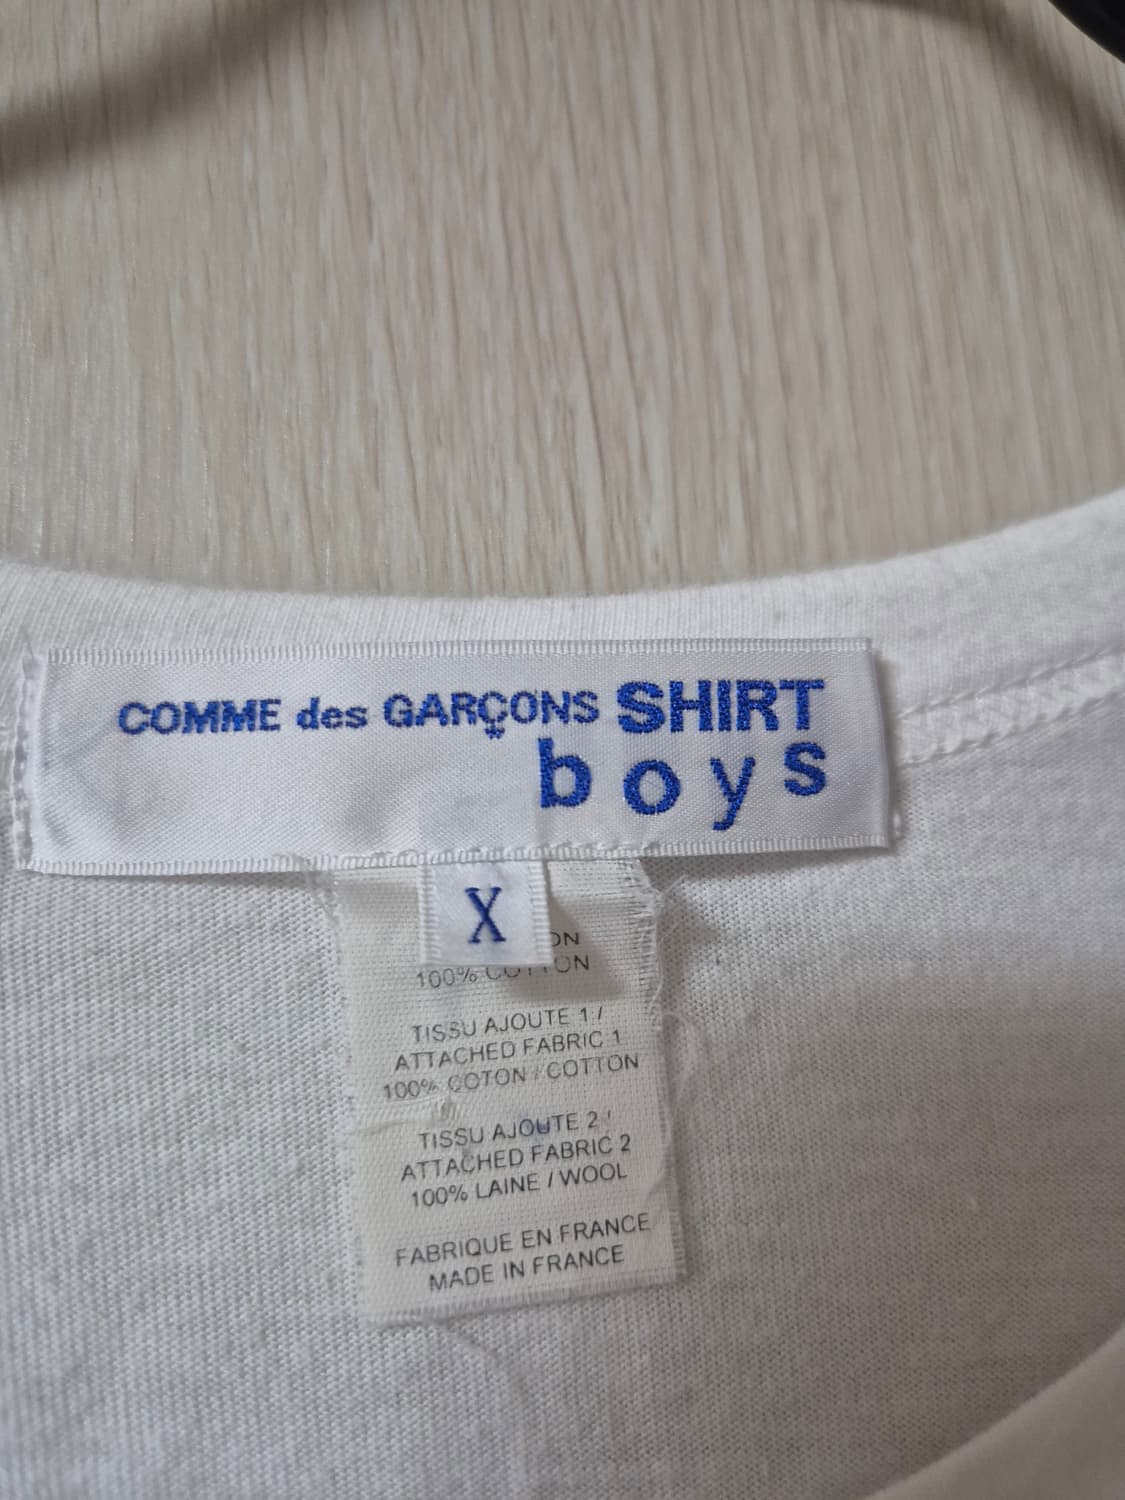 COMME des GARÇONS SHIRT
boys
X
100% COTTON
TISSU AJOUTE 1 /
ATTACHED FABRIC 1
100% COTON / COTTON
TISSU AJOUTE 2 /
ATTACHED FABRIC 2
100% LAINE / WOOL
FABRIQUE EN FRANCE
MADE IN FRANCE